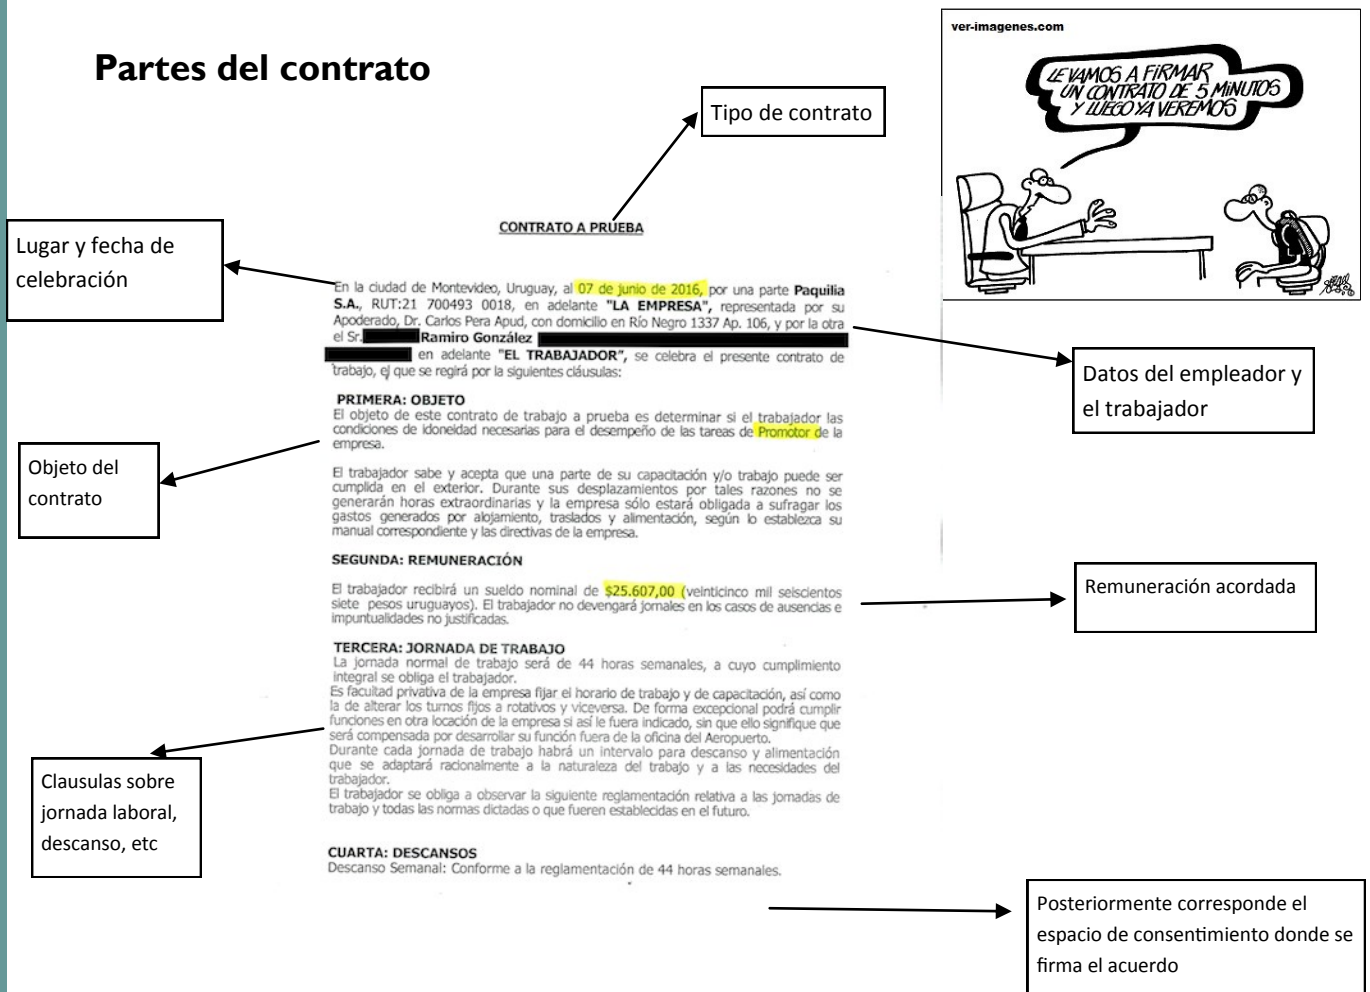 Partes del contrato
ver-imagenes.com
LE VAMOS A FIRMAR
UN CONTRATO DE 5 MINUTOS
Y LUEGO YA VEREMOS
Tipo de contrato
Lugar y fecha de
celebración
CONTRATO A PRUEBA
En la ciudad de Montevideo, Uruguay, al 07 de junio de 2016, por una parte Paquilia
S.A., RUT:21 700493 0018, en adelante "LA EMPRESA", representada por su
Apoderado, Dr. Carlos Pera Apud, con domicilio en Río Negro 1337 Ap. 106, y por la otra
el Sr. Ramiro González
en adelante "EL TRABAJADOR", se celebra el presente contrato de
trabajo, el que se regirá por la siguientes cláusulas:
Datos del empleador y
el trabajador
PRIMERA: OBJETO
El objeto de este contrato de trabajo a prueba es determinar si el trabajador las
condiciones de idoneidad necesarias para el desempeño de las tareas de Promotor de la
empresa.
Objeto del
contrato
El trabajador sabe y acepta que una parte de su capacitación y/o trabajo puede ser
cumplida en el exterior. Durante sus desplazamientos por tales razones no se
generarán horas extraordinarias y la empresa sólo estará obligada a sufragar los
gastos generados por alojamiento, traslados y alimentación, según lo establezca su
manual correspondiente y las directivas de la empresa.
SEGUNDA: REMUNERACIÓN
El trabajador recibirá un sueldo nominal de $25.607,00 (veinticinco mil seiscientos
siete pesos uruguayos). El trabajador no devengará jornales en los casos de ausencias e
impuntualidades no justificadas.
Remuneración acordada
TERCERA: JORNADA DE TRABAJO
La jornada normal de trabajo será de 44 horas semanales, a cuyo cumplimiento
integral se obliga el trabajador.
Es facultad privativa de la empresa fijar el horario de trabajo y de capacitación, así como
la de alterar los turnos fijos a rotativos y viceversa. De forma excepcional podrá cumplir
funciones en otra locación de la empresa si así le fuera indicado, sin que ello signifique que
será compensada por desarrollar su función fuera de la oficina del Aeropuerto.
Durante cada jornada de trabajo habrá un intervalo para descanso y alimentación
que se adaptará racionalmente a la naturaleza del trabajo y a las necesidades del
trabajador.
El trabajador se obliga a observar la siguiente reglamentación relativa a las jornadas de
trabajo y todas las normas dictadas o que fueren establecidas en el futuro.
Clausulas sobre
jornada laboral,
descanso, etc
CUARTA: DESCANSOS
Descanso Semanal: Conforme a la reglamentación de 44 horas semanales.
Posteriormente corresponde el
espacio de consentimiento donde se
firma el acuerdo